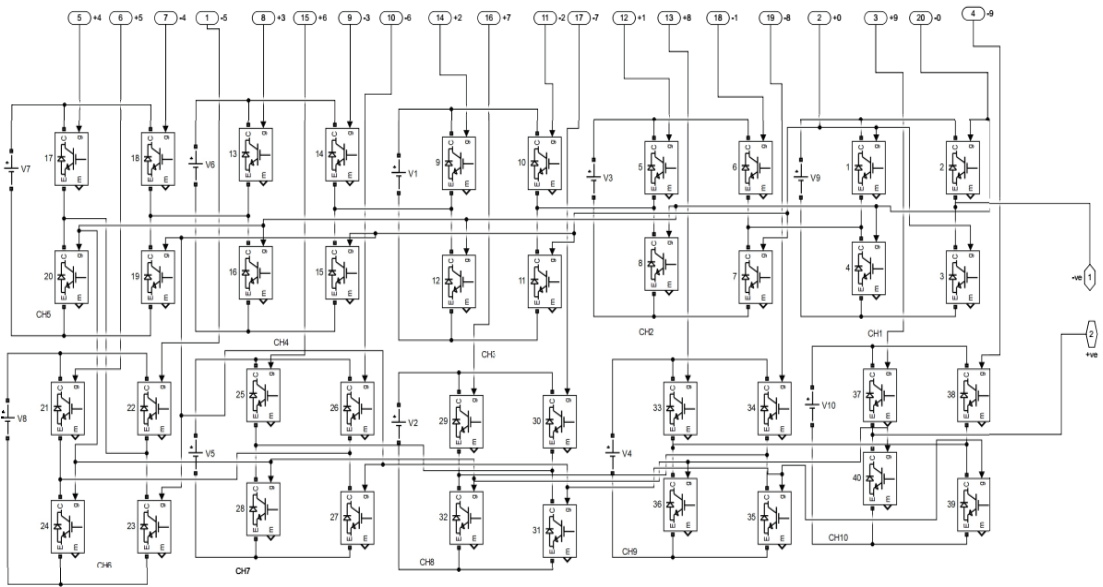 5 +4 6 +5 7 -4 1 -5 8 +3 15 +6 9 -3 10 -6 14 +2 16 +7 11 -2 17 -7 12 +1 13 +8 18 -1 19 -8 2 +0 3 +9 20 -0 4 -9
V7 17 C g E m 18 C g E m V6 13 C g E m 14 C g E m V1 9 C g E m 10 C g E m V3 5 C g E m 6 C g E m V9 1 C g E m 2 C g E m
20 C g E m 19 C g E m 16 C g E m 15 C g E m 12 C g E m 11 C g E m 8 C g E m 7 C g E m 4 C g E m 3 C g E m -ve 1
CH5 CH4 CH3 CH2 CH1 2 +ve
V8 21 C g E m 22 C g E m V5 25 C g E m 26 C g E m V2 29 C g E m 30 C g E m V4 33 C g E m 34 C g E m V10 37 C g E m 38 C g E m
24 C g E m 23 C g E m 28 C g E m 27 C g E m 32 C g E m 31 C g E m 36 C g E m 35 C g E m 40 C g E m 39 C g E m
CH6 CH7 CH8 CH9 CH10